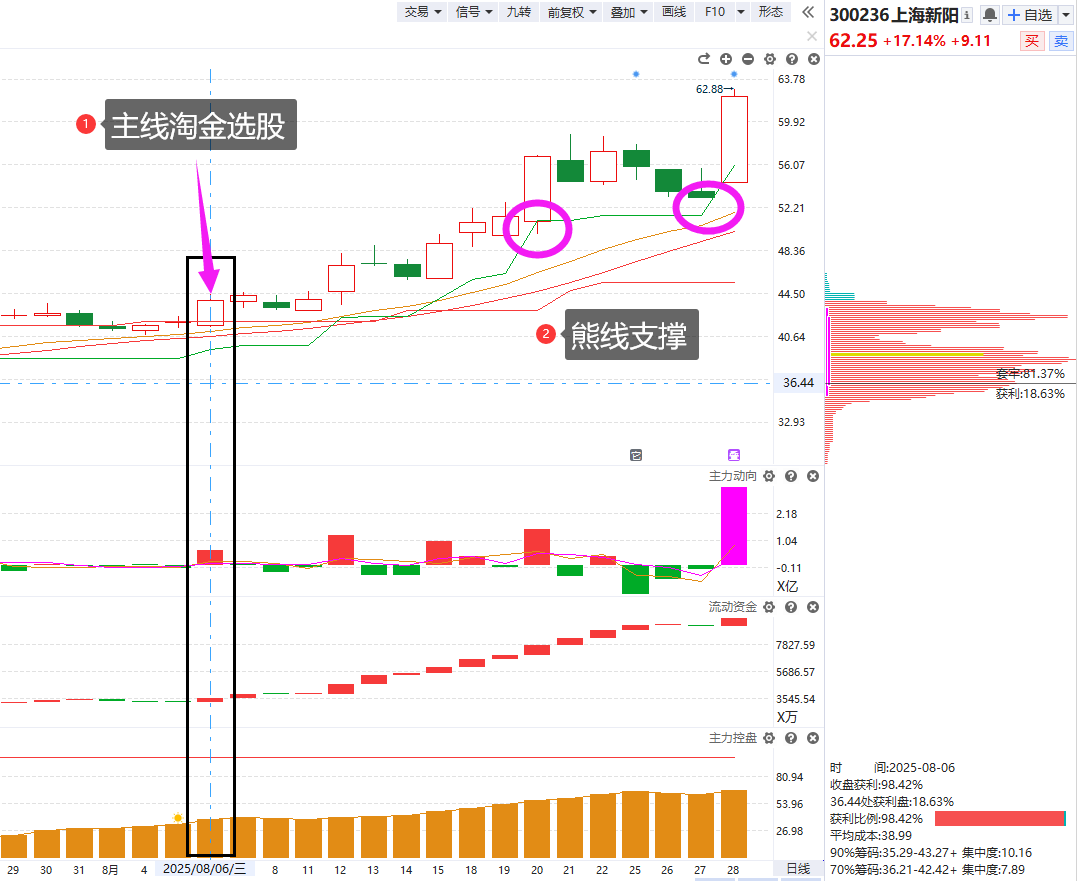 交易 信号 九转 前复权 叠加 画线 F10 形态
300236 上海新阳 自选
62.25 +17.14% +9.11 买 卖
63.78
62.88→
59.92
1 主线淘金选股
56.07
52.21
48.36
44.50
40.64
2 熊线支撑
36.44
32.93
套牢:81.37%
获利:18.63%
主力动向
2.18
1.04
-0.11
X亿
流动资金
7827.59
5686.57
3545.54
X万
主力控盘
80.94
53.96
26.98
时 间:2025-08-06
收盘获利:98.42%
36.44处获利盘:18.63%
获利比例:98.42%
平均成本:38.99
90%筹码:35.29-43.27+ 集中度:10.16
70%筹码:36.21-42.42+ 集中度:7.89
29 30 31 8月 4 2025/08/06/三 8 11 12 13 14 15 18 19 20 21 22 25 26 27 28 日线